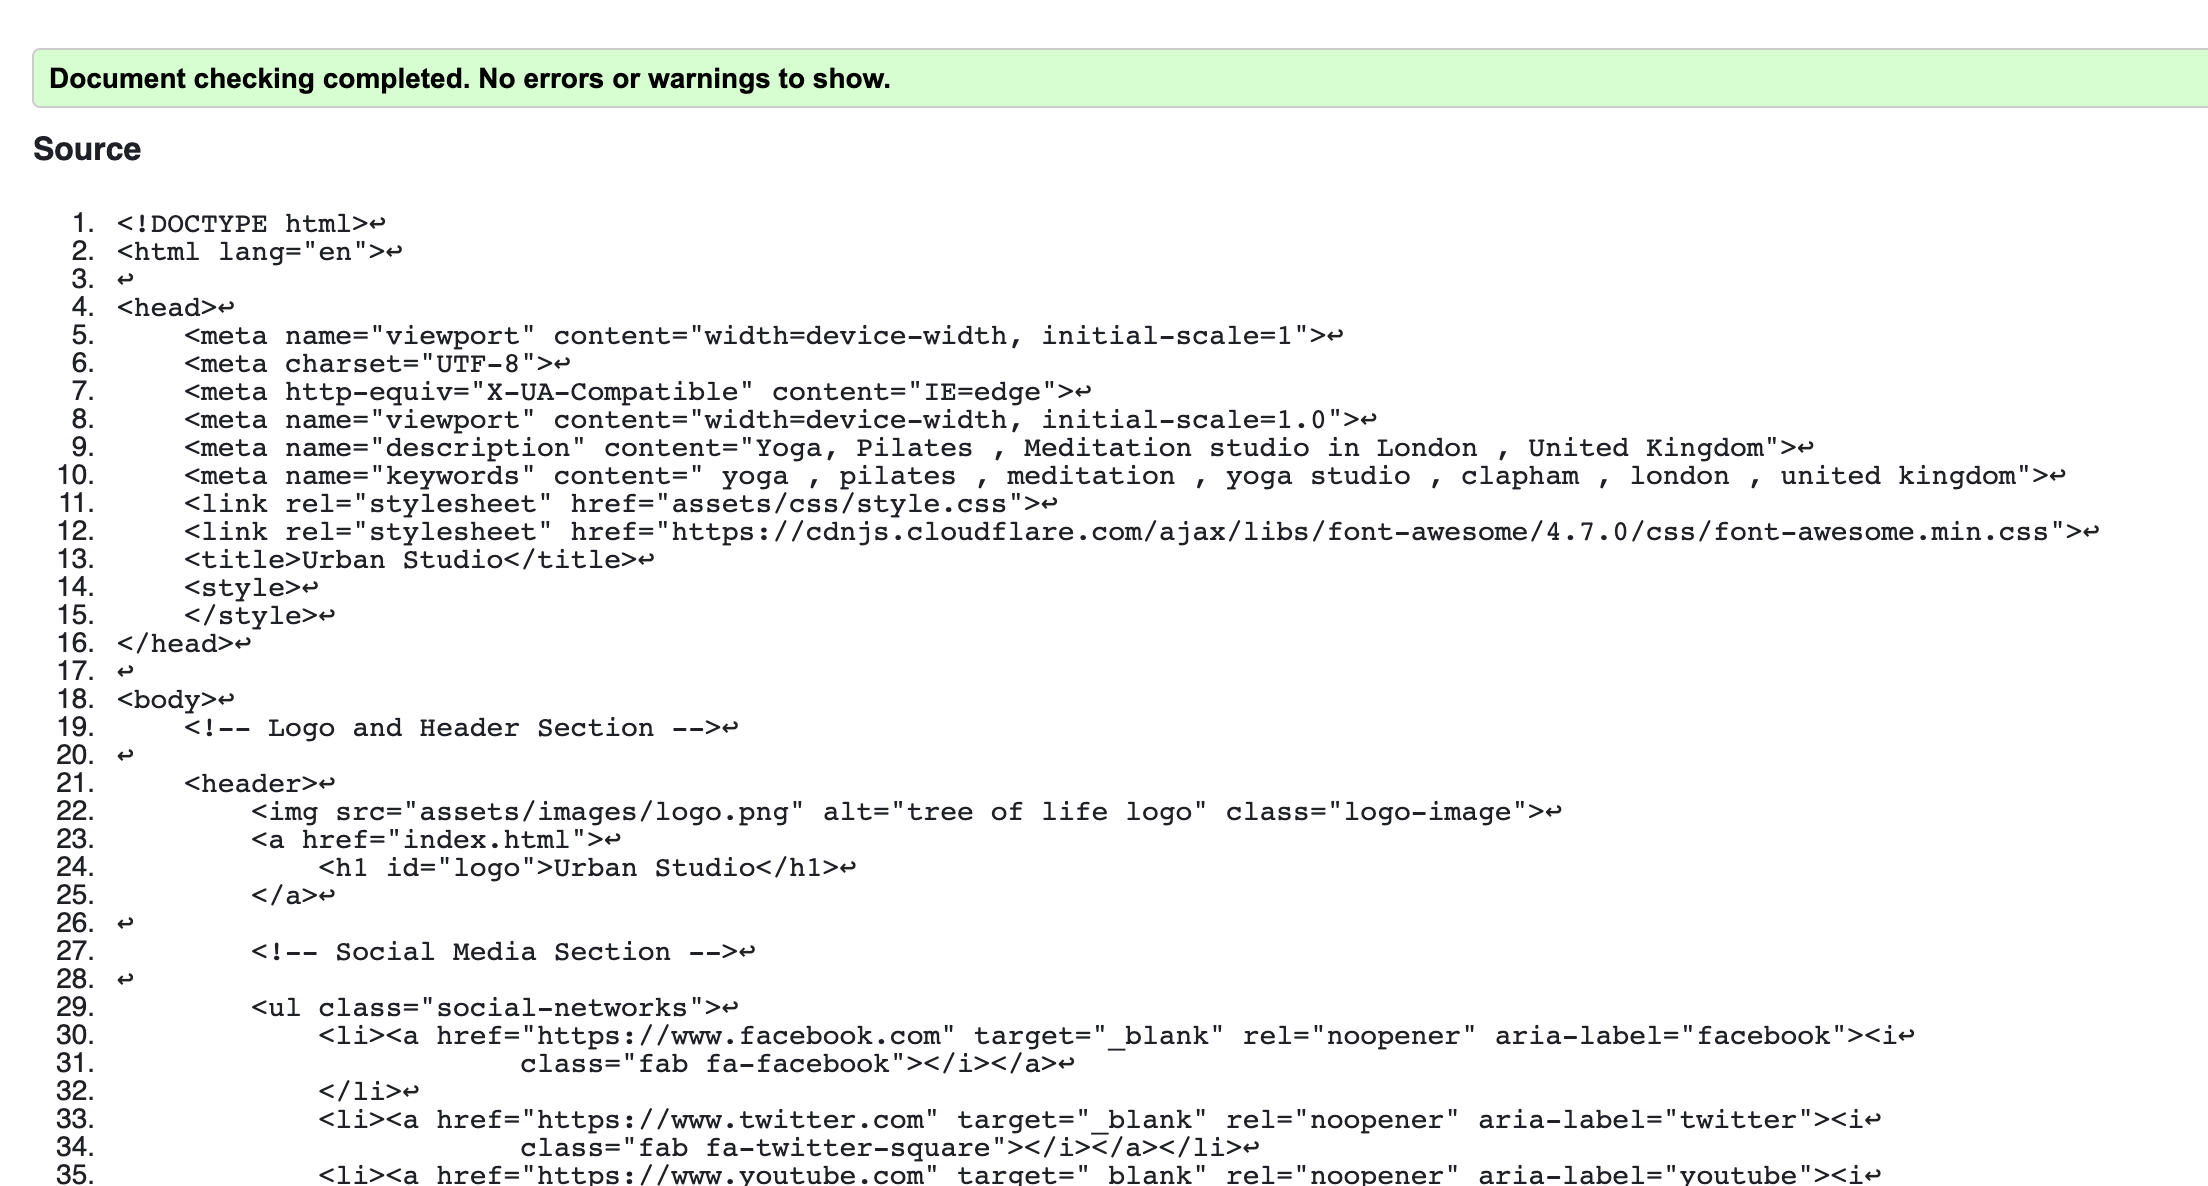 Document checking completed. No errors or warnings to show.
Source
1. <!DOCTYPE html>↩
2. <html lang="en">↩
3. ↩
4. <head>↩
5.     <meta name="viewport" content="width=device-width, initial-scale=1">↩
6.     <meta charset="UTF-8">↩
7.     <meta http-equiv="X-UA-Compatible" content="IE=edge">↩
8.     <meta name="viewport" content="width=device-width, initial-scale=1.0">↩
9.     <meta name="description" content="Yoga, Pilates , Meditation studio in London , United Kingdom">↩
10.     <meta name="keywords" content=" yoga , pilates , meditation , yoga studio , clapham , london , united kingdom">↩
11.     <link rel="stylesheet" href="assets/css/style.css">↩
12.     <link rel="stylesheet" href="https://cdnjs.cloudflare.com/ajax/libs/font-awesome/4.7.0/css/font-awesome.min.css">↩
13.     <title>Urban Studio</title>↩
14.     <style>↩
15.     </style>↩
16. </head>↩
17. ↩
18. <body>↩
19.     <!-- Logo and Header Section -->↩
20. ↩
21.     <header>↩
22.         <img src="assets/images/logo.png" alt="tree of life logo" class="logo-image">↩
23.         <a href="index.html">↩
24.             <h1 id="logo">Urban Studio</h1>↩
25.         </a>↩
26. ↩
27.         <!-- Social Media Section -->↩
28. ↩
29.         <ul class="social-networks">↩
30.             <li><a href="https://www.facebook.com" target="_blank" rel="noopener" aria-label="facebook"><i↩
31.                         class="fab fa-facebook"></i></a>↩
32.             </li>↩
33.             <li><a href="https://www.twitter.com" target="_blank" rel="noopener" aria-label="twitter"><i↩
34.                         class="fab fa-twitter-square"></i></a></li>↩
35.             <li><a href="https://www.youtube.com" target="_blank" rel="noopener" aria-label="youtube"><i↩